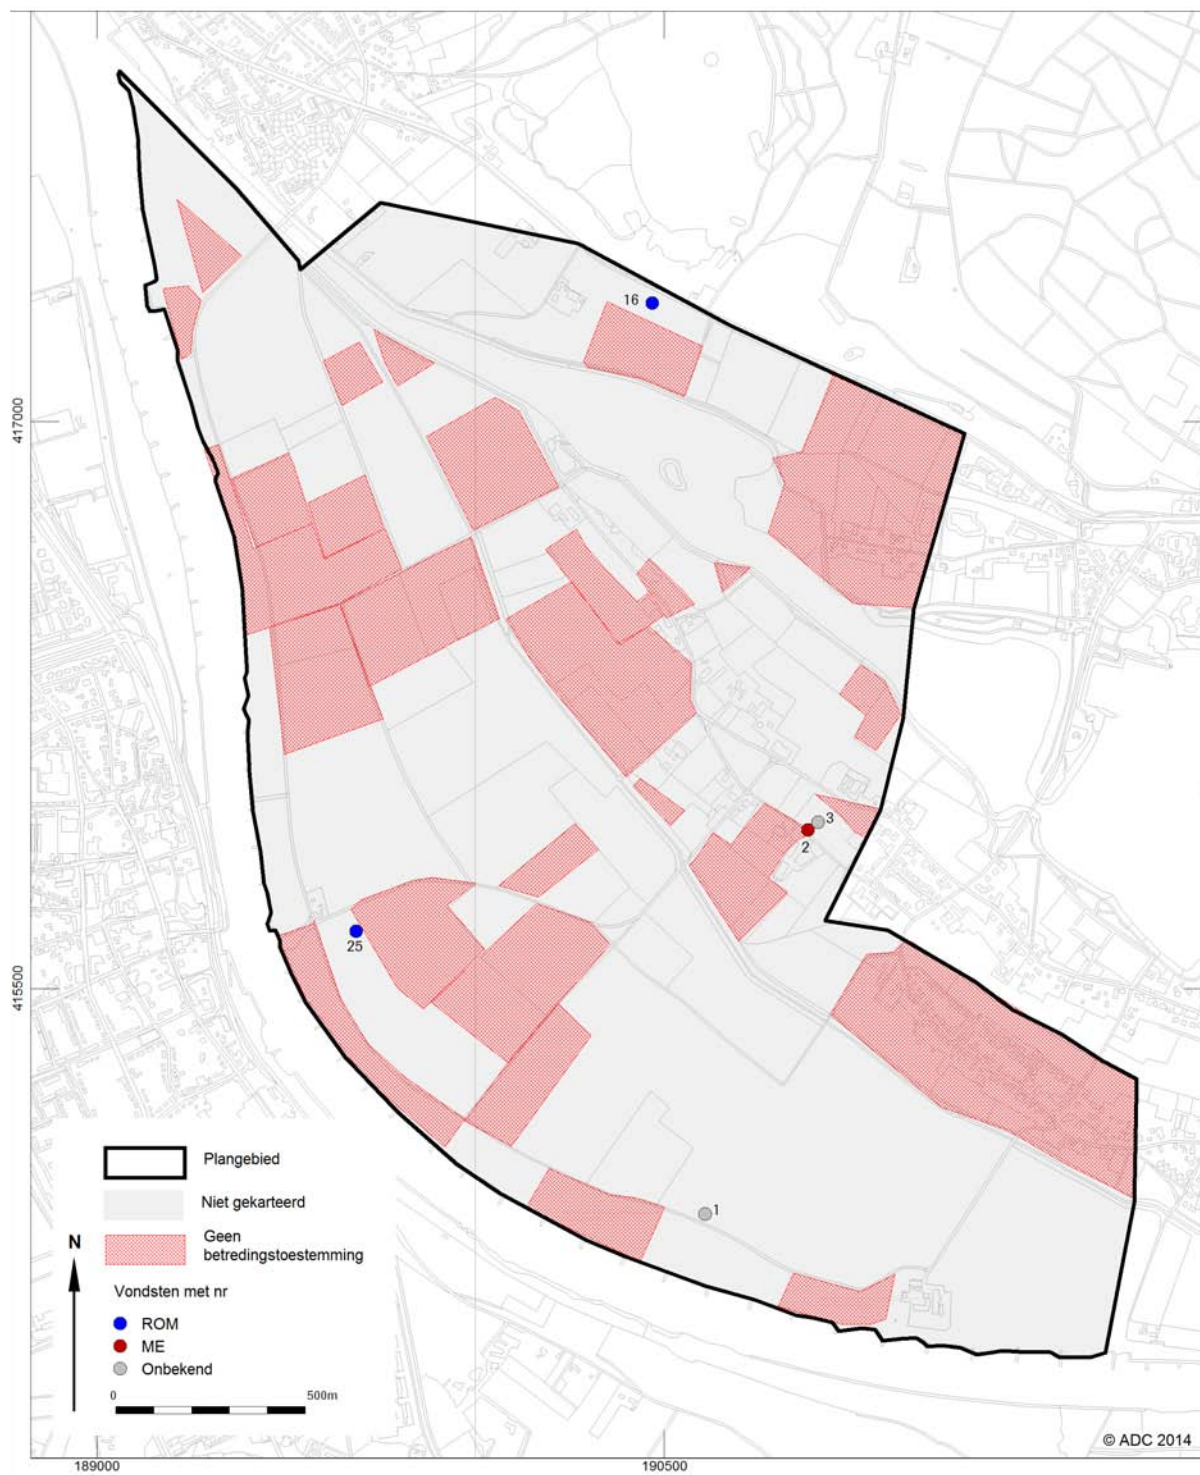 16
417000
3
2
25
415500
1
Plangebied
Niet gekarteerd
Geen
betredingstoestemming
N
Vondsten met nr
ROM
ME
Onbekend
0 500m
© ADC 2014
189000 190500